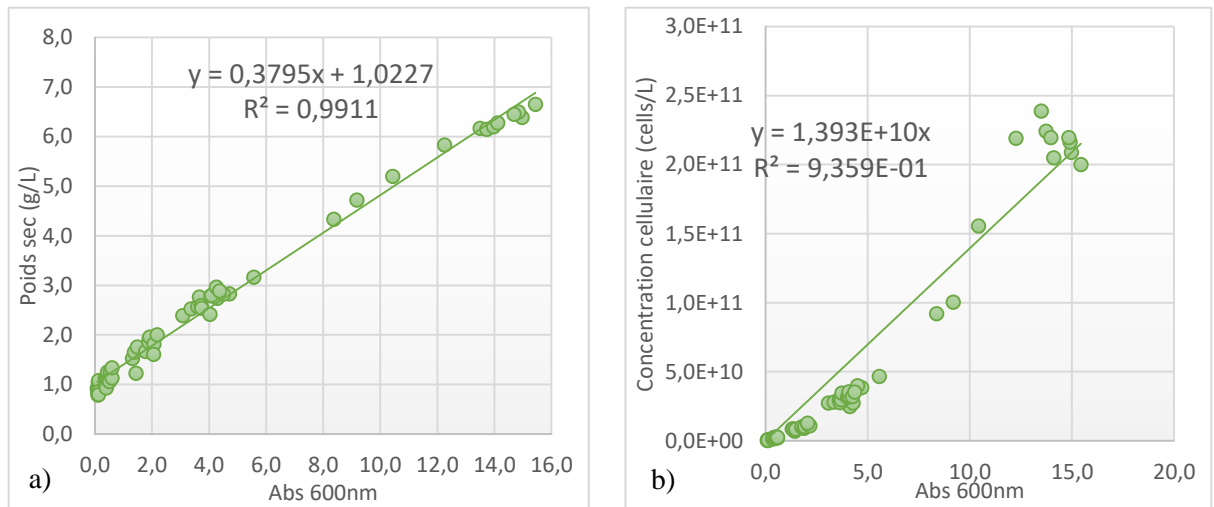 8,0
7,0
6,0
5,0
4,0
3,0
2,0
1,0
0,0
Poids sec (g/L)
y = 0,3795x + 1,0227
R² = 0,9911
0,0 2,0 4,0 6,0 8,0 10,0 12,0 14,0 16,0
Abs 600nm
a)
3,0E+11
2,5E+11
2,0E+11
1,5E+11
1,0E+11
5,0E+10
0,0E+00
Concentration cellulaire (cells/L)
y = 1,393E+10x
R² = 9,359E-01
0,0 5,0 10,0 15,0 20,0
Abs 600nm
b)